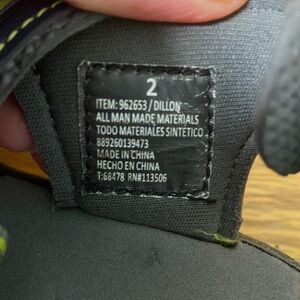 2
ITEM: 962653 / DILLON
ALL MAN MADE MATERIALS
TODO MATERIALES SINTÉTICO
889260139473
MADE IN CHINA
HECHO EN CHINA
T:68478 RN#113506